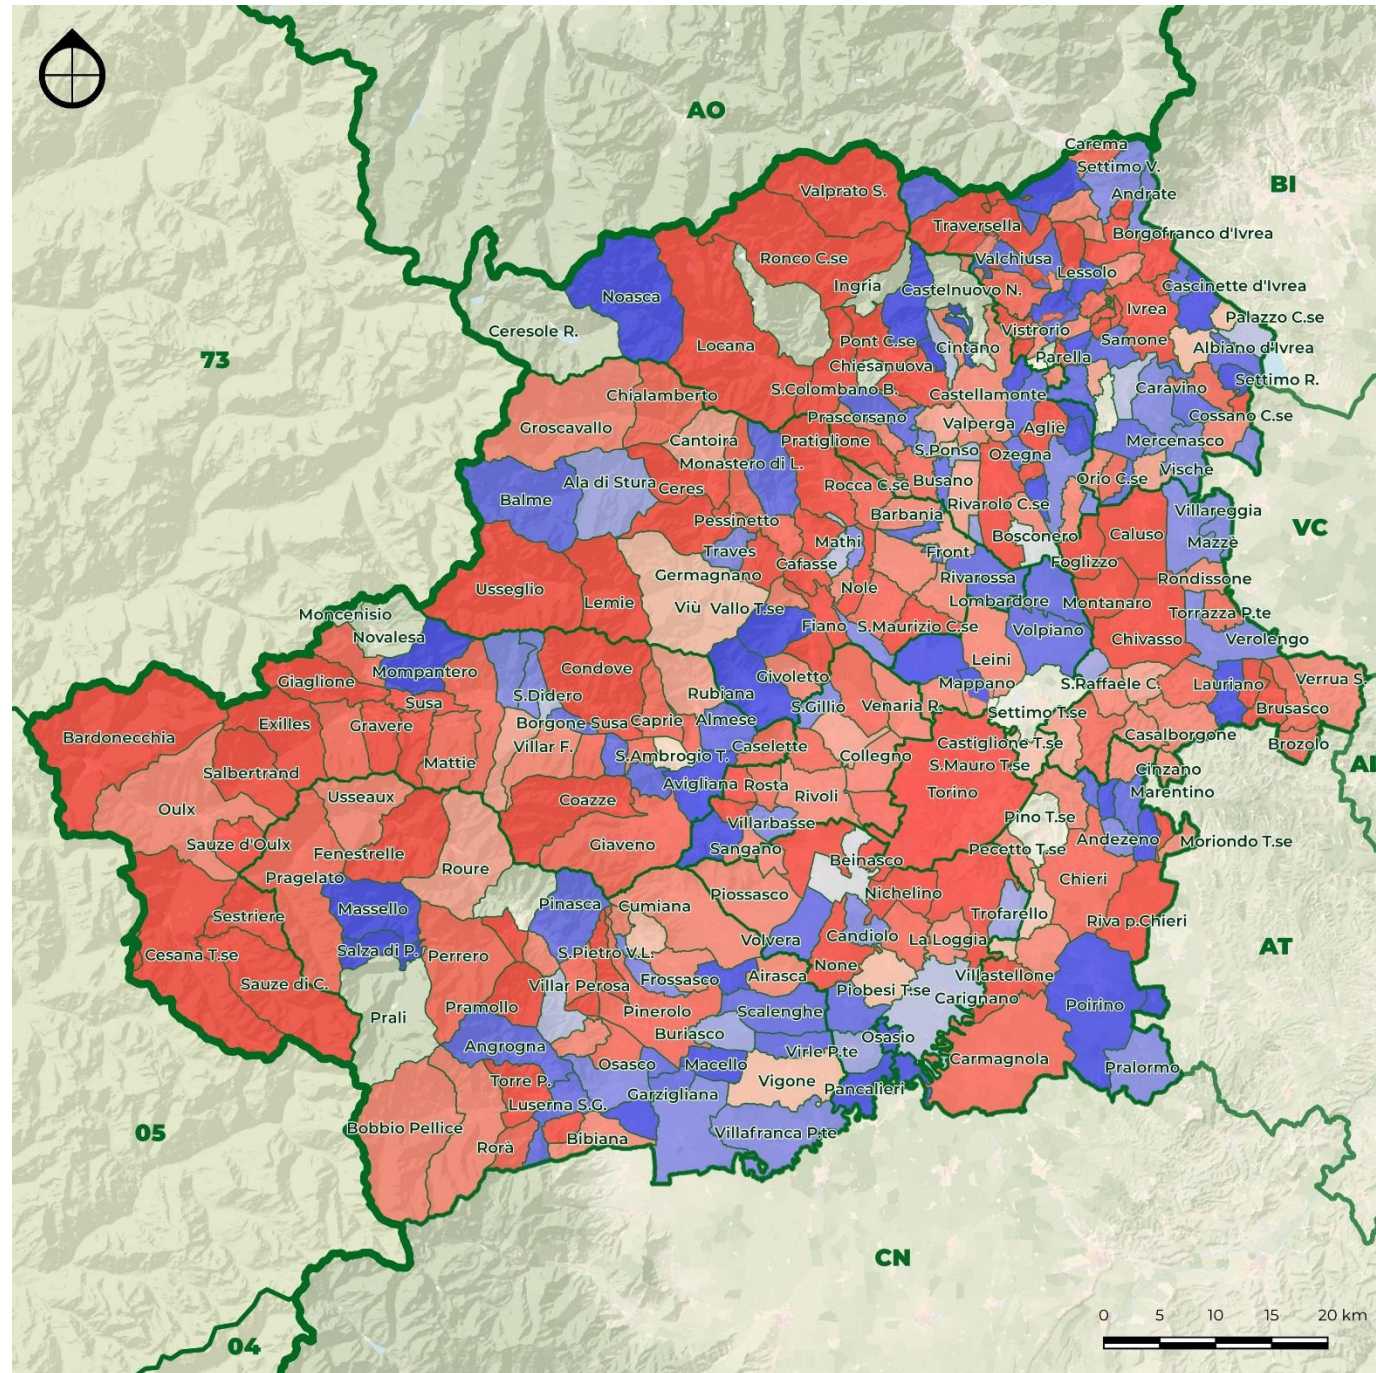 AO
Carema
Settimo V.
BI
Valprato S.
Andrate
Traversella
Borgofranco d'Ivrea
Ronco C.se
Valchiusa
Lessolo
Ingria
Castelnuovo N.
Cascinette d'Ivrea
Noasca
Ivrea
Palazzo C.se
Ceresole R.
Vistrorio
Pont C.se
Cintano
Samone
Albiano d'Ivrea
73
Locana
Parella
Chiesanuova
Settimo R.
S.Colombano B.
Castellamonte
Caravino
Chialamberto
Prascorsano
Cossano C.se
Groscavallo
Valperga
Agliè
Cantoira
Pratiglione
Mercenasco
S.Ponso
Ozegna
Monastero di L.
Vische
Ala di Stura
Ceres
Rocca C.se
Busano
Orio C.se
Balme
Rivarolo C.se
Villareggia
Barbania
Pessinetto
VC
Bosconero
Caluso
Mathi
Mazzè
Traves
Front
Cafasse
Foglizzo
Germagnano
Rivarossa
Rondissone
Usseglio
Nole
Lemie
Lombardore
Montanaro
Viù
Vallo T.se
Torrazza P.te
Moncenisio
Fiano
S.Maurizio C.se
Volpiano
Novalesa
Chivasso
Verolengo
Leini
Condove
Mompantero
Givoletto
Giaglione
Mappano
S.Raffaele C.
Lauriano
Verrua S.
S.Didero
Rubiana
Susa
S.Gillio
Venaria R.
Brusasco
Settimo T.se
Exilles
Gravere
Borgone Susa
Caprie
Almese
Bardonecchia
Casalborgone
Castiglione T.se
Villar F.
Caselette
Brozolo
S.Ambrogio T.
Collegno
Mattie
S.Mauro T.se
Cinzano
Salbertrand
Avigliana
Rosta
Torino
Marentino
Usseaux
Rivoli
Coazze
Oulx
Pino T.se
Villarbasse
Andezeno
Sauze d'Oulx
Giaveno
Moriondo T.se
Sangano
Pecetto T.se
Fenestrelle
Beinasco
Roure
Pragelato
Chieri
Piossasco
Nichelino
Massello
Pinasca
Cumiana
Sestriere
Trofarello
Riva p.Chieri
Candiolo
La Loggia
Volvera
AT
Salza di P.
S.Pietro V.L.
Cesana T.se
Perrero
None
Airasca
Villastellone
Frossasco
Sauze di C.
Villar Perosa
Piobesi T.se
Carignano
Poirino
Pramollo
Pinerolo
Scalenghe
Prali
Buriasco
Osasio
Angrogna
Virle P.te
Carmagnola
Osasco
Macello
Pralormo
Torre P.
Vigone
Pancalieri
Garzigliana
Luserna S.G.
Bobbio Pellice
05
Villafranca P.te
Bibiana
Rorà
CN
0 5 10 15 20 km
04